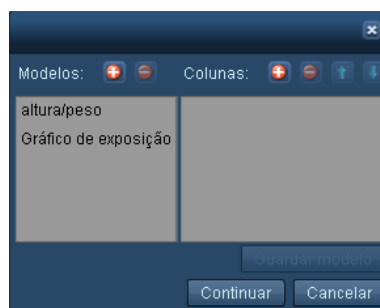 Modelos: Colunas:
altura/peso
Gráfico de exposição
Guardar modelo
Continuar Cancelar